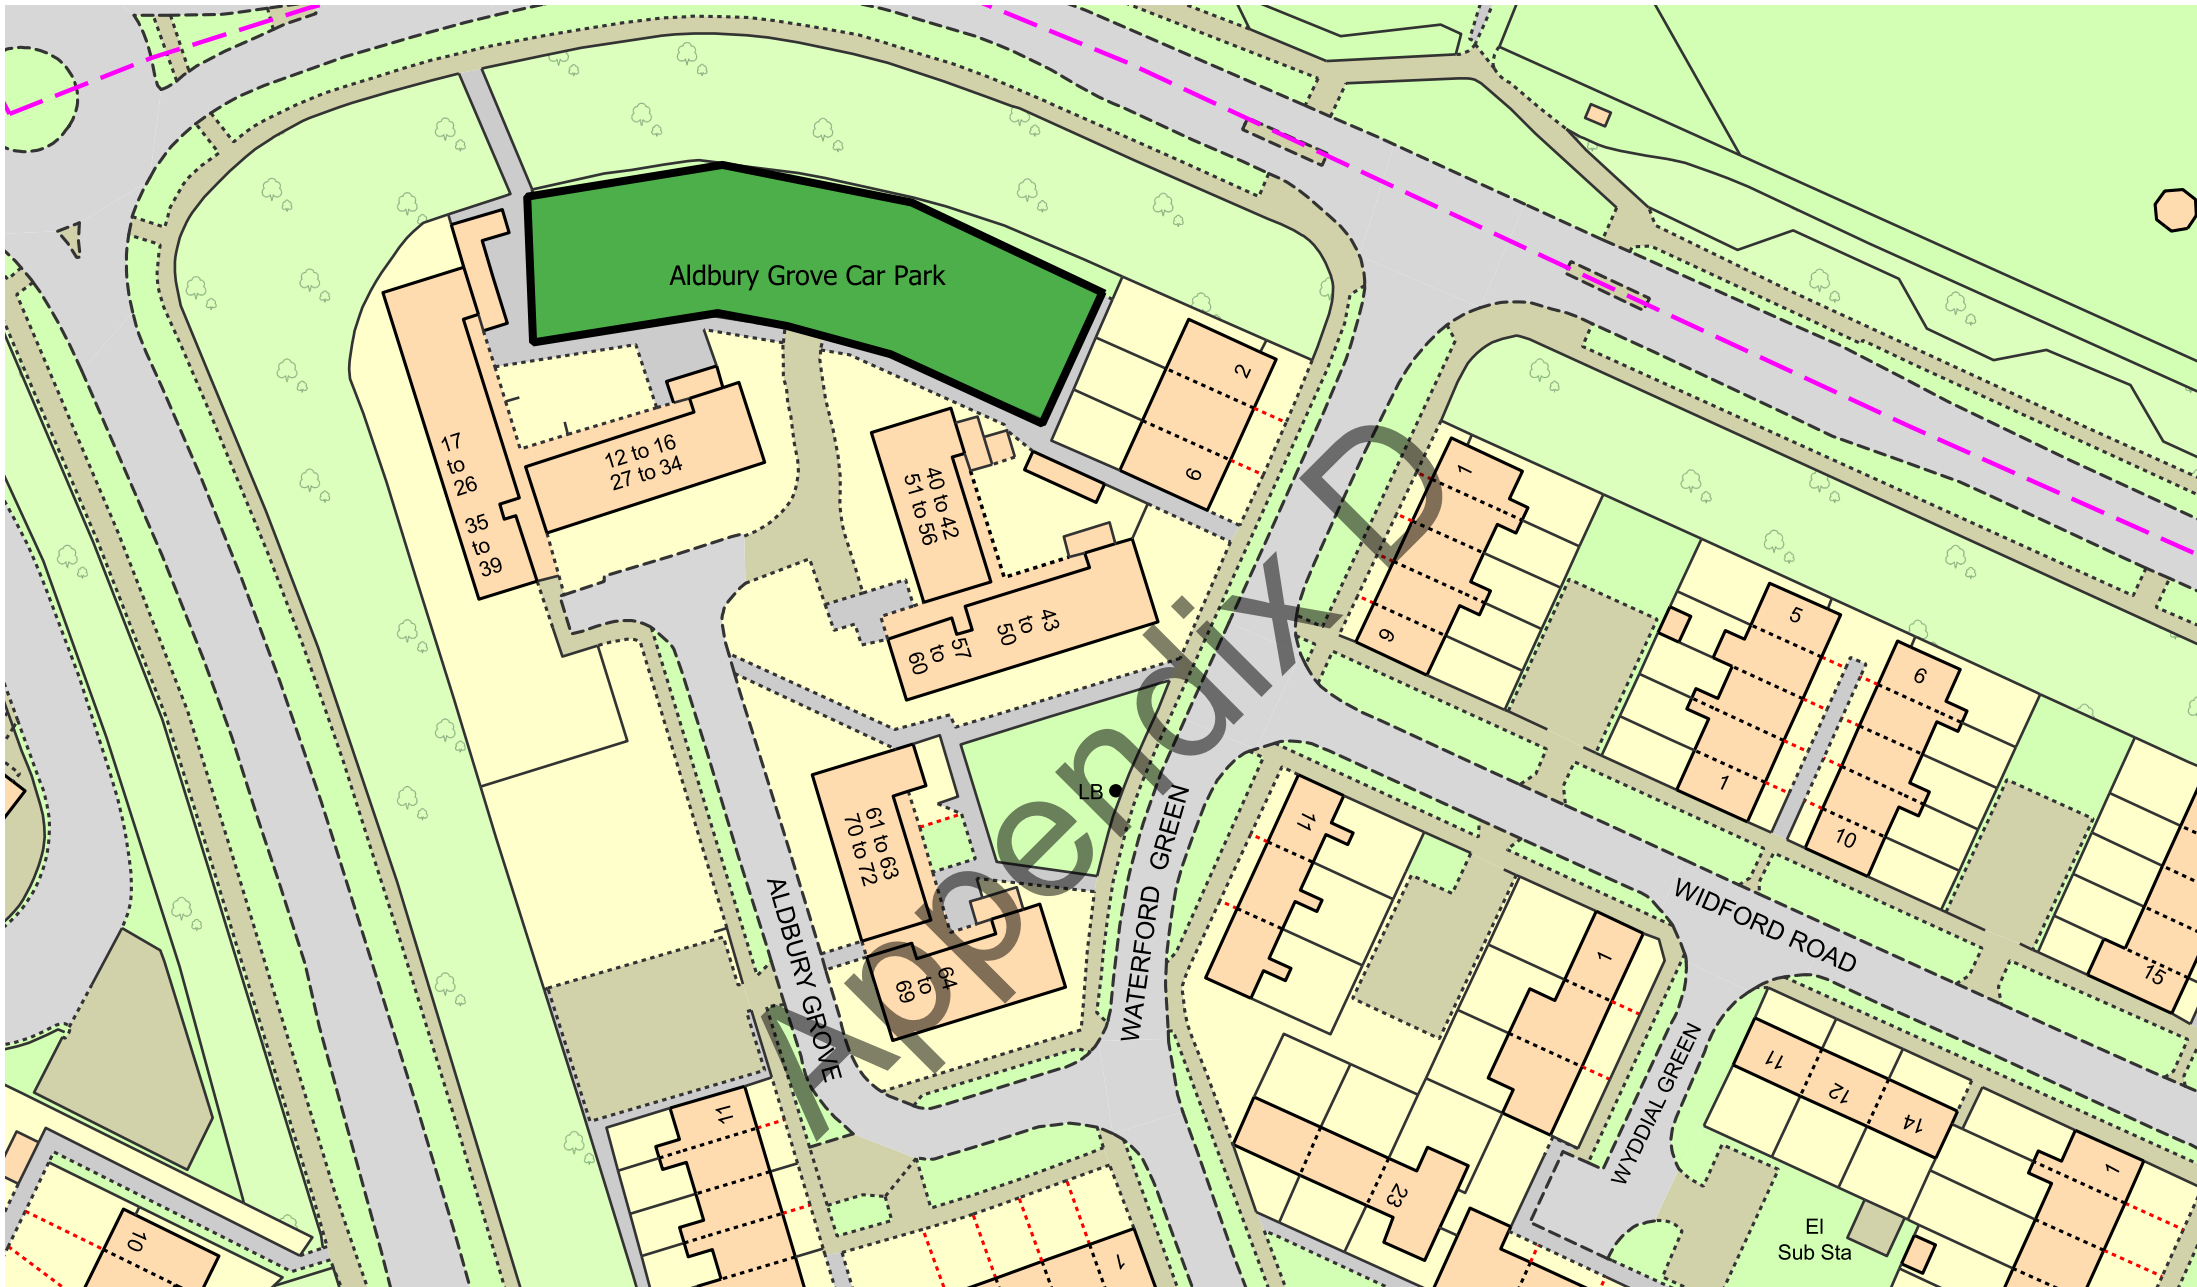 Aldbury Grove Car Park
2
6
17
to
26
35
to
39
12 to 16
27 to 34
40 to 42
51 to 56
43
to
50
57
to
60
1
9
5
1
6
10
15
61 to 63
70 to 72
64
to
69
LB
11
1
ALDBURY GROVE
WATERFORD GREEN
WIDFORD ROAD
WYDDIAL GREEN
11
12
14
1
23
11
10
1
El
Sub Sta
Appendix D